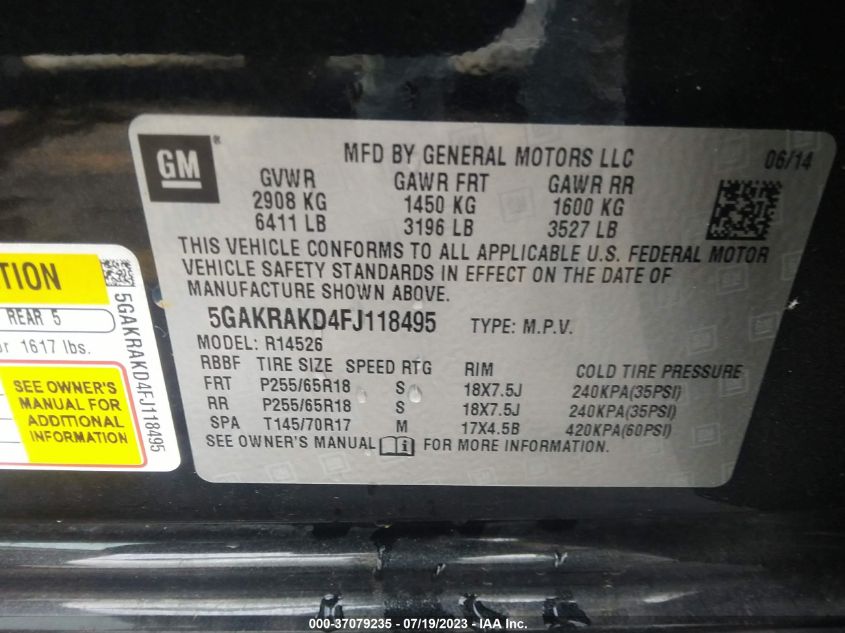 GM ®
MFD BY GENERAL MOTORS LLC 06/14
GVWR GAWR FRT GAWR RR
2908 KG 1450 KG 1600 KG
6411 LB 3196 LB 3527 LB
THIS VEHICLE CONFORMS TO ALL APPLICABLE U.S. FEDERAL MOTOR
VEHICLE SAFETY STANDARDS IN EFFECT ON THE DATE OF
MANUFACTURE SHOWN ABOVE.
5GAKRAKD4FJ118495 TYPE: M.P.V.
MODEL: R14526
RBBF TIRE SIZE SPEED RTG RIM COLD TIRE PRESSURE
FRT P255/65R18 S 18X7.5J 240KPA(35PSI)
RR P255/65R18 S 18X7.5J 240KPA(35PSI)
SPA T145/70R17 M 17X4.5B 420KPA(60PSI)
SEE OWNER'S MANUAL FOR MORE INFORMATION.
TION
REAR 5
or 1617 lbs.
SEE OWNER'S
MANUAL FOR
ADDITIONAL
INFORMATION
5GAKRAKD4FJ118495
000-37079235 - 07/19/2023 - IAAI.com